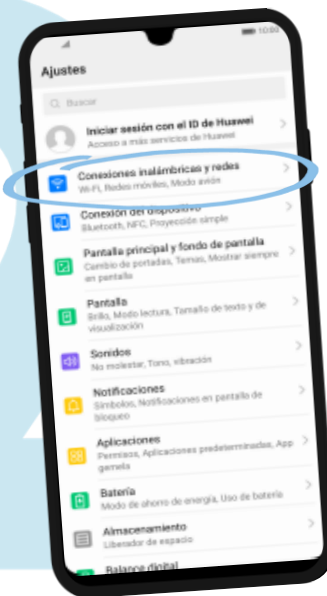 10:00
Ajustes
Buscar
Iniciar sesión con el ID de Huawei
Acceso a más servicios de Huawei
Conexiones inalámbricas y redes
Wi-Fi, Redes móviles, Modo avión
Conexión del dispositivo
Bluetooth, NFC, Proyección simple
Pantalla principal y fondo de pantalla
Cambio de portadas, Temas, Mostrar siempre
en pantalla
Pantalla
Brillo, Modo lectura, Tamaño de texto y de
visualización
Sonidos
No molestar, Tono, vibración
Notificaciones
Símbolos, Notificaciones en pantalla de
bloqueo
Aplicaciones
Permisos, Aplicaciones predeterminadas, App
gemela
Batería
Modo de ahorro de energía, Uso de batería
Almacenamiento
Liberador de espacio
Balance digital